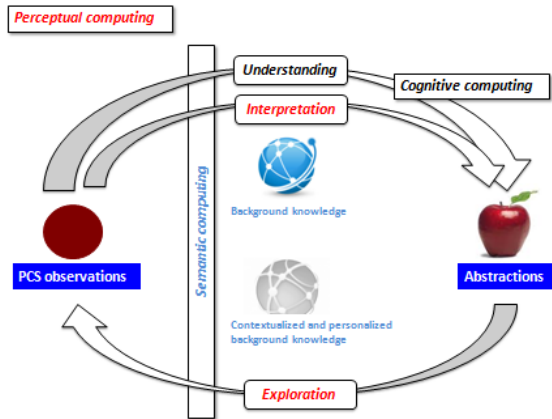 Perceptual computing
Understanding
Cognitive computing
Interpretation
Semantic computing
Background knowledge
PCS observations
Abstractions
Contextualized and personalized
background knowledge
Exploration